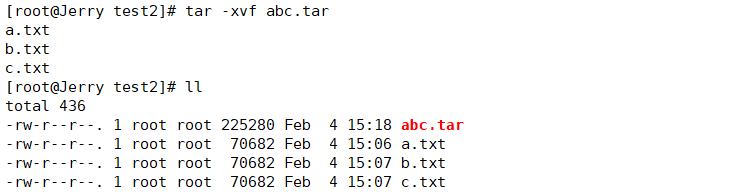 [root@Jerry test2]# tar -xvf abc.tar
a.txt
b.txt
c.txt
[root@Jerry test2]# ll
total 436
-rw-r--r--. 1 root root 225280 Feb  4 15:18 abc.tar
-rw-r--r--. 1 root root  70682 Feb  4 15:06 a.txt
-rw-r--r--. 1 root root  70682 Feb  4 15:07 b.txt
-rw-r--r--. 1 root root  70682 Feb  4 15:07 c.txt